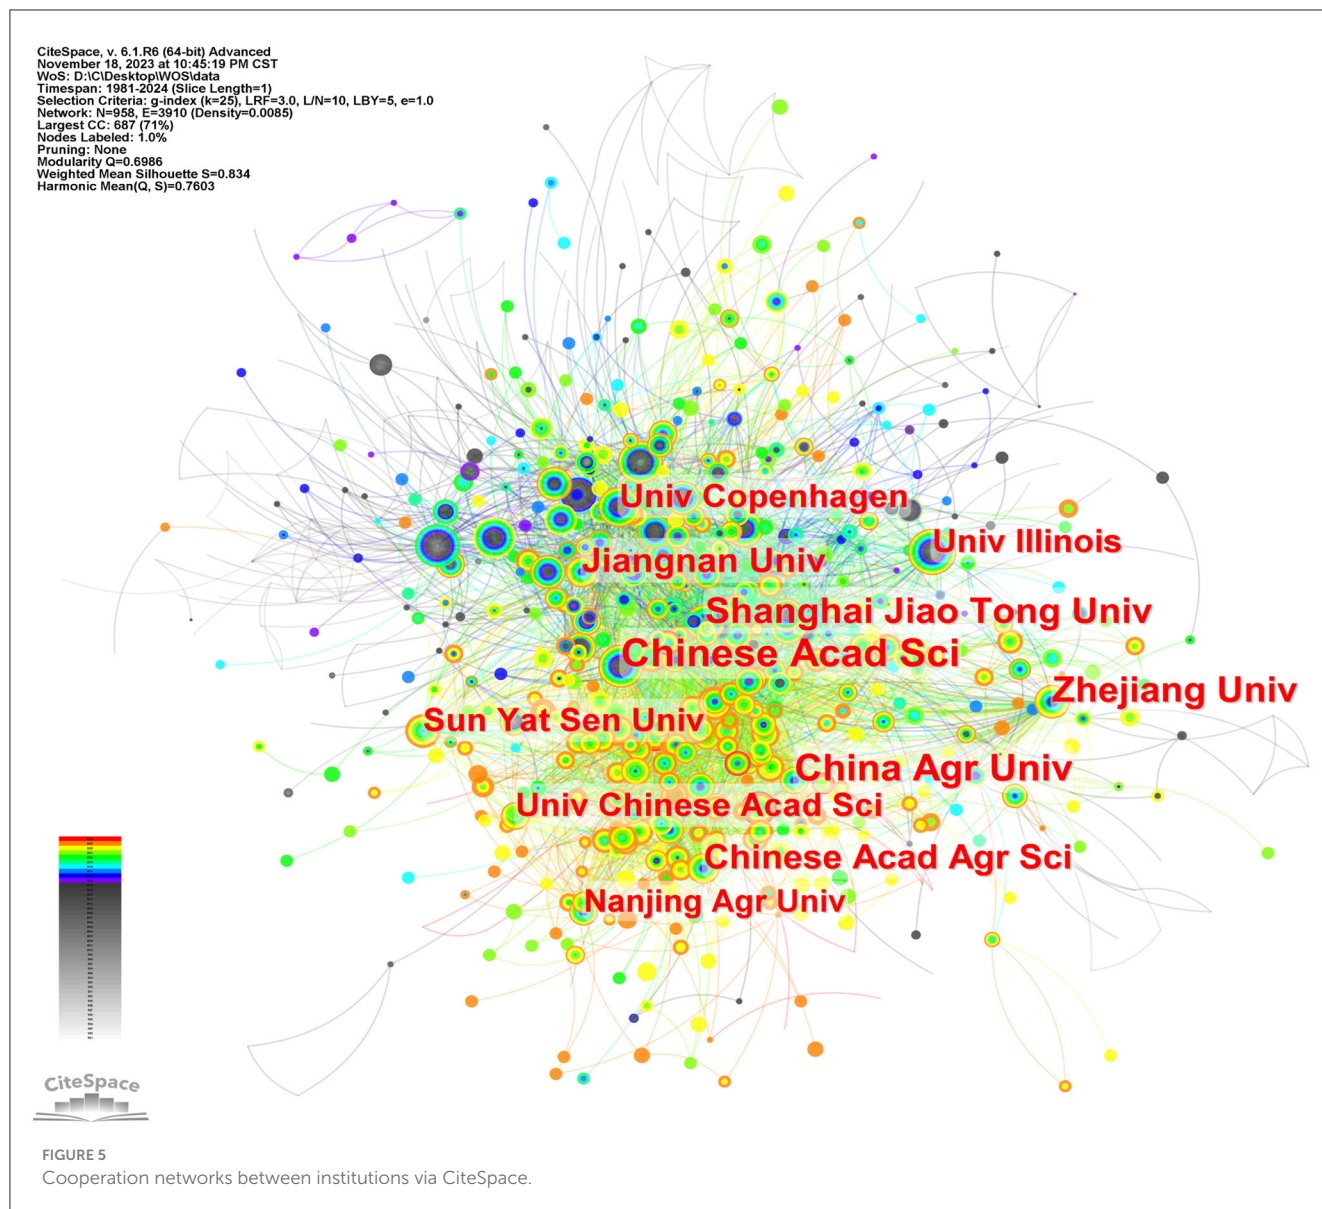 CiteSpace, v. 6.1.R6 (64-bit) Advanced
November 18, 2023 at 10:45:19 PM CST
WoS: D:\C\Desktop\WOS\data
Timespan: 1981-2024 (Slice Length=1)
Selection Criteria: g-index (k=25), LRF=3.0, L/N=10, LBY=5, e=1.0
Network: N=958, E=3910 (Density=0.0085)
Largest CC: 687 (71%)
Nodes Labeled: 1.0%
Pruning: None
Modularity Q=0.6986
Weighted Mean Silhouette S=0.834
Harmonic Mean(Q, S)=0.7603
Univ Copenhagen
Univ Illinois
Jiangnan Univ
Shanghai Jiao Tong Univ
Chinese Acad Sci
Zhejiang Univ
Sun Yat Sen Univ
China Agr Univ
Univ Chinese Acad Sci
Chinese Acad Agr Sci
Nanjing Agr Univ
CiteSpace
FIGURE 5
Cooperation networks between institutions via CiteSpace.